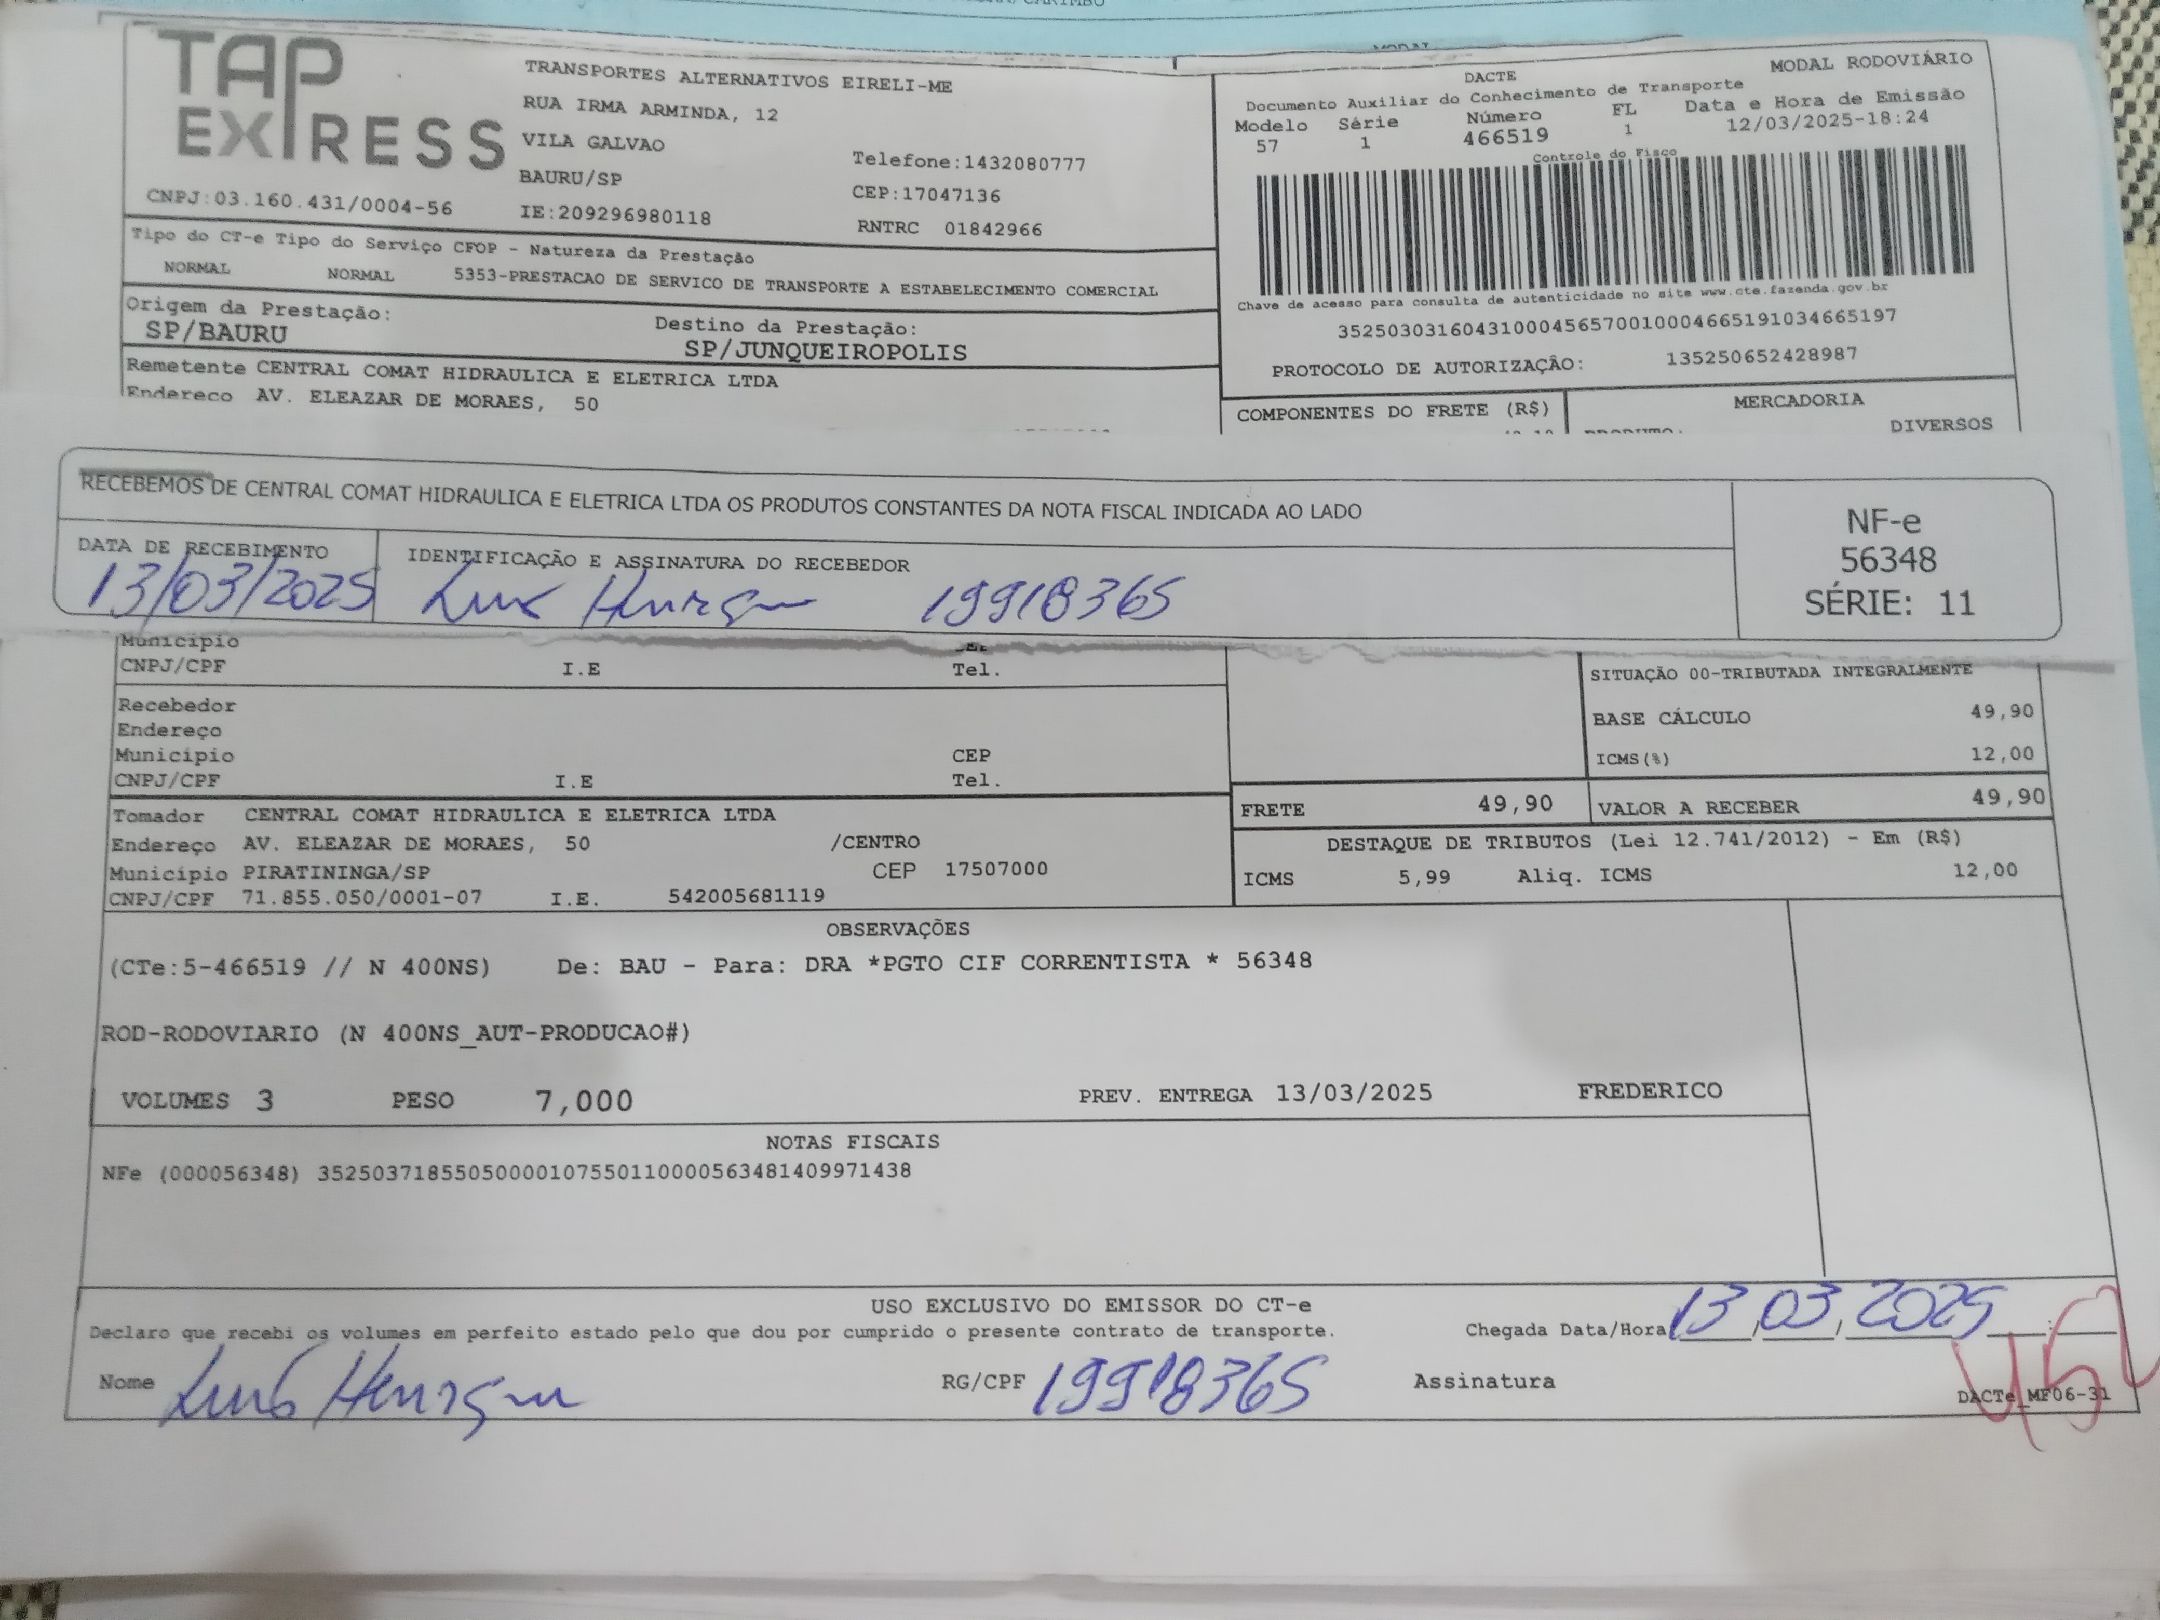 TAP
EXPRESS
TRANSPORTES ALTERNATIVOS EIRELI-ME
RUA IRMA ARMINDA, 12
VILA GALVAO
Telefone:1432080777
BAURU/SP
CEP:17047136
CNPJ:03.160.431/0004-56
IE:209296980118
RNTRC 01842966
MODAL RODOVIÁRIO
DACTE
Documento Auxiliar do Conhecimento de Transporte
Modelo Série Número FL Data e Hora de Emissão
57 1 466519 1 12/03/2025-18:24
Controle do Fisco
Chave de acesso para consulta de autenticidade no site www.cte.fazenda.gov.br
35250303160431000456570010004665191034665197
PROTOCOLO DE AUTORIZAÇÃO: 135250652428987
Tipo do CT-e Tipo do Serviço CFOP - Natureza da Prestação
NORMAL NORMAL 5353-PRESTACAO DE SERVICO DE TRANSPORTE A ESTABELECIMENTO COMERCIAL
Origem da Prestação: Destino da Prestação:
SP/BAURU SP/JUNQUEIROPOLIS
Remetente CENTRAL COMAT HIDRAULICA E ELETRICA LTDA
Endereco AV. ELEAZAR DE MORAES, 50
COMPONENTES DO FRETE (R$) MERCADORIA
DIVERSOS
RECEBEMOS DE CENTRAL COMAT HIDRAULICA E ELETRICA LTDA OS PRODUTOS CONSTANTES DA NOTA FISCAL INDICADA AO LADO
DATA DE RECEBIMENTO IDENTIFICAÇÃO E ASSINATURA DO RECEBEDOR
13/03/2025 Luis Henrique 19918365
NF-e
56348
SÉRIE: 11
Município
CNPJ/CPF I.E Tel.
Recebedor
Endereço
Município CEP
CNPJ/CPF I.E Tel.
SITUAÇÃO 00-TRIBUTADA INTEGRALMENTE
BASE CÁLCULO 49,90
ICMS(%) 12,00
FRETE 49,90 VALOR A RECEBER 49,90
Tomador CENTRAL COMAT HIDRAULICA E ELETRICA LTDA
Endereço AV. ELEAZAR DE MORAES, 50 /CENTRO
Município PIRATININGA/SP CEP 17507000
CNPJ/CPF 71.855.050/0001-07 I.E. 542005681119
DESTAQUE DE TRIBUTOS (Lei 12.741/2012) - Em (R$)
ICMS 5,99 Aliq. ICMS 12,00
OBSERVAÇÕES
(CTe:5-466519 // N 400NS) De: BAU - Para: DRA *PGTO CIF CORRENTISTA * 56348
ROD-RODOVIARIO (N 400NS_AUT-PRODUCAO#)
VOLUMES 3 PESO 7,000 PREV. ENTREGA 13/03/2025 FREDERICO
NOTAS FISCAIS
NFe (000056348) 35250371855050000107550110000563481409971438
USO EXCLUSIVO DO EMISSOR DO CT-e
Declaro que recebi os volumes em perfeito estado pelo que dou por cumprido o presente contrato de transporte.
Chegada Data/Hora 13/03/2025
Nome Luis Henrique RG/CPF 19918365 Assinatura
DACTe_MF06-31